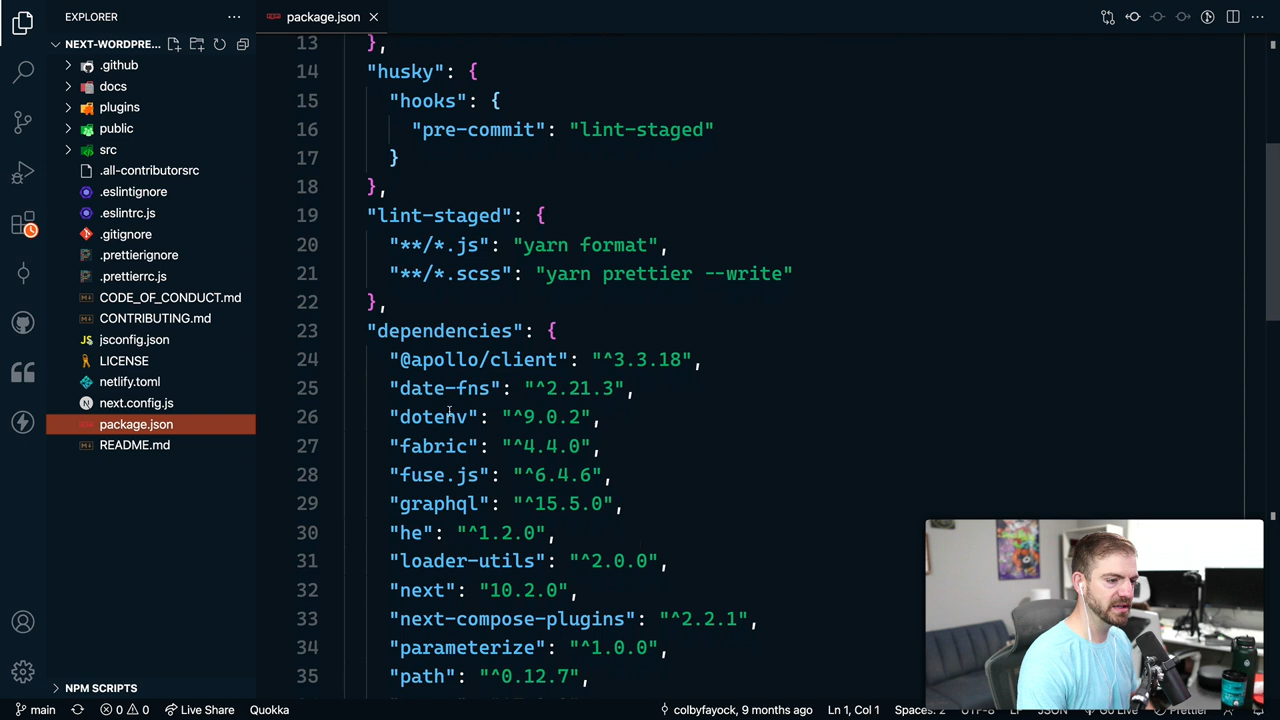 EXPLORER
package.json
NEXT-WORDPRE...
.github
docs
plugins
public
src
.all-contributorsrc
.eslintignore
.eslintrc.js
.gitignore
.prettierignore
.prettierrc.js
CODE_OF_CONDUCT.md
CONTRIBUTING.md
JS jsconfig.json
LICENSE
netlify.toml
N next.config.js
package.json
README.md
NPM SCRIPTS
13 },
14 "husky": {
15 "hooks": {
16 "pre-commit": "lint-staged"
17 }
18 },
19 "lint-staged": {
20 "**/*.js": "yarn format",
21 "**/*.scss": "yarn prettier --write"
22 },
23 "dependencies": {
24 "@apollo/client": "^3.3.18",
25 "date-fns": "^2.21.3",
26 "dotenv": "^9.0.2",
27 "fabric": "^4.4.0",
28 "fuse.js": "^6.4.6",
29 "graphql": "^15.5.0",
30 "he": "^1.2.0",
31 "loader-utils": "^2.0.0",
32 "next": "10.2.0",
33 "next-compose-plugins": "^2.2.1",
34 "parameterize": "^1.0.0",
35 "path": "^0.12.7",
main 0 0 Live Share Quokka colbyfayock, 9 months ago Ln 1, Col 1 Spaces: 2 UTF-8 LF JSON Go Live Prettier